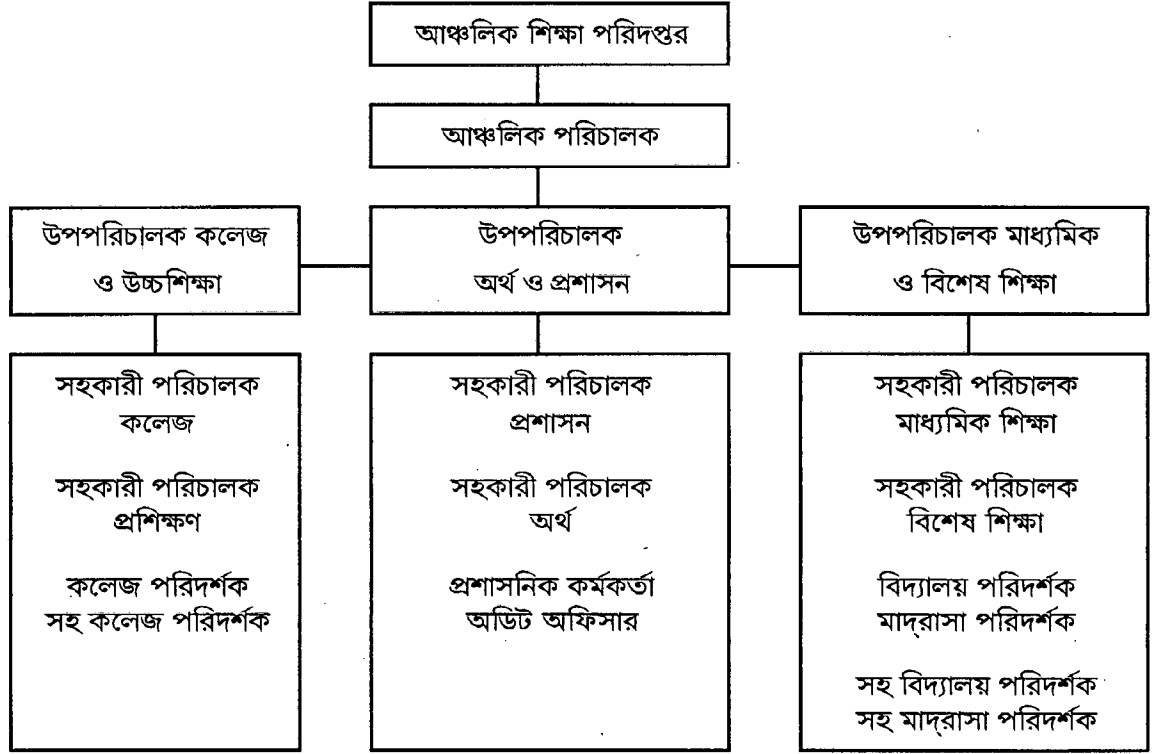 আঞ্চলিক শিক্ষা পরিদপ্তর
আঞ্চলিক পরিচালক
উপপরিচালক কলেজ
ও উচ্চশিক্ষা
উপপরিচালক
অর্থ ও প্রশাসন
উপপরিচালক মাধ্যমিক
ও বিশেষ শিক্ষা
সহকারী পরিচালক
কলেজ
সহকারী পরিচালক
প্রশিক্ষণ
কলেজ পরিদর্শক
সহ কলেজ পরিদর্শক
সহকারী পরিচালক
প্রশাসন
সহকারী পরিচালক
অর্থ
প্রশাসনিক কর্মকর্তা
অডিট অফিসার
সহকারী পরিচালক
মাধ্যমিক শিক্ষা
সহকারী পরিচালক
বিশেষ শিক্ষা
বিদ্যালয় পরিদর্শক
মাদ্‌রাসা পরিদর্শক
সহ বিদ্যালয় পরিদর্শক
সহ মাদ্‌রাসা পরিদর্শক